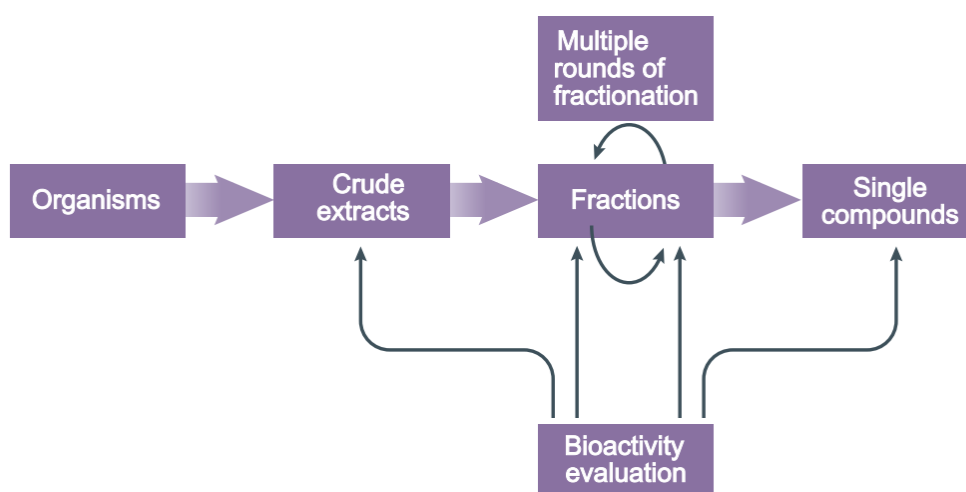 Multiple
rounds of
fractionation
Organisms
Crude
extracts
Fractions
Single
compounds
Bioactivity
evaluation